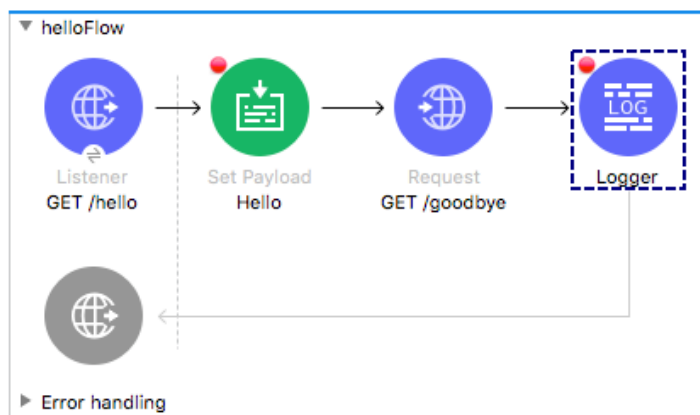 helloFlow
LOG
Listener
Set Payload
Request
Logger
GET /hello
Hello
GET /goodbye
Error handling